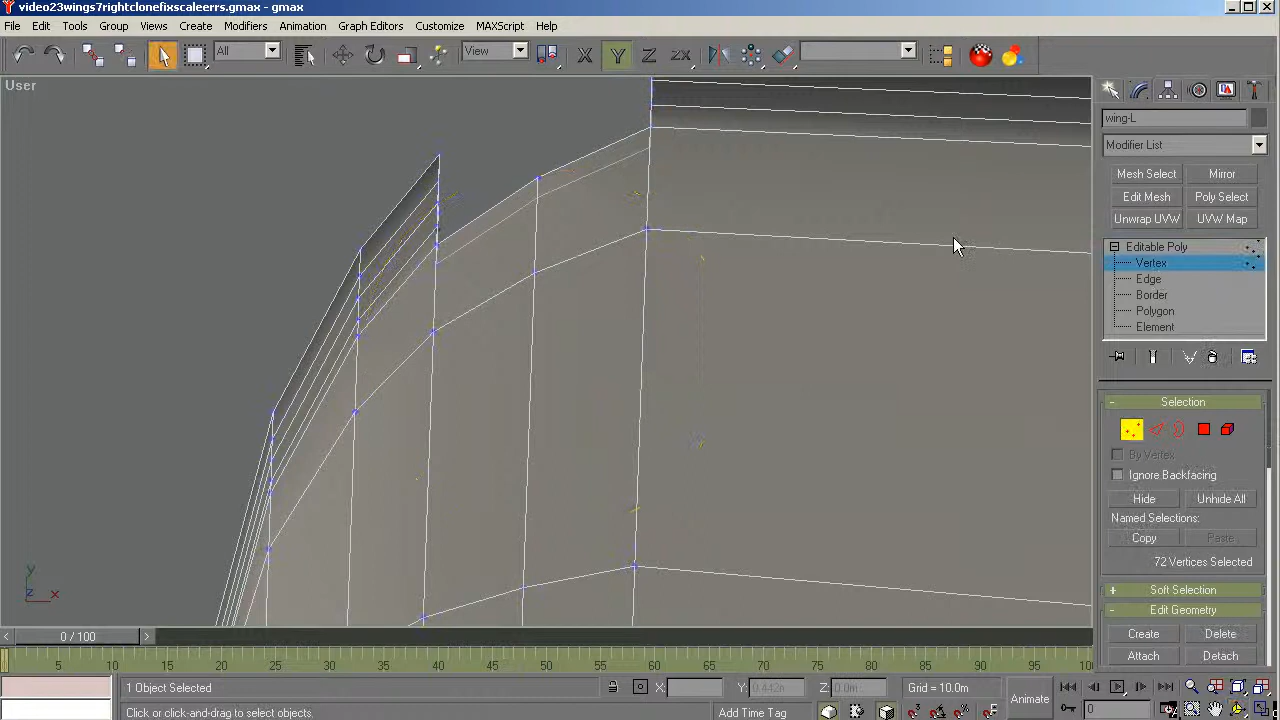 video23wings7rightclonefixscaleerrs.gmax - gmax
File Edit Tools Group Views Create Modifiers Animation Graph Editors Customize MAXScript Help
All View X Y Z ZX
User
wing-L
Modifier List
Mesh Select Mirror
Edit Mesh Poly Select
Unwrap UVW UVW Map
Editable Poly
Vertex
Edge
Border
Polygon
Element
- Selection
By Vertex
Ignore Backfacing
Hide Unhide All
Named Selections:
Copy Paste
72 Vertices Selected
+ Soft Selection
- Edit Geometry
Create Delete
Attach Detach
y
z x
< 0 / 100 >
5 10 15 20 25 30 35 40 45 50 55 60 65 70 75 80 85 90 95 100
1 Object Selected X: Y: 0.442m Z: 0.0m Grid = 10.0m
Click or click-and-drag to select objects. Add Time Tag
Animate
0